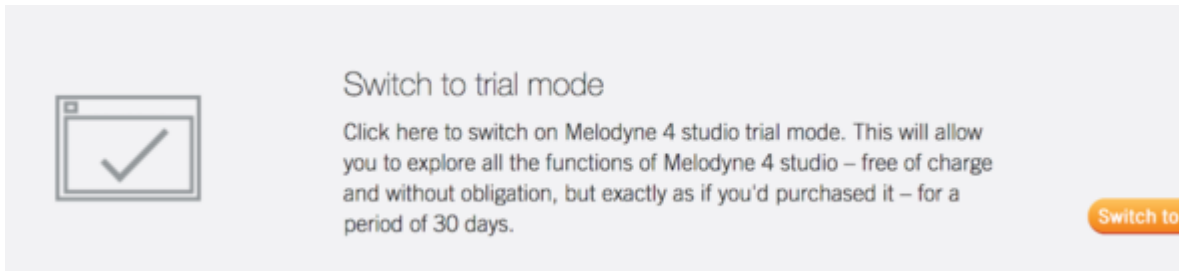 Switch to trial mode
Click here to switch on Melodyne 4 studio trial mode. This will allow
you to explore all the functions of Melodyne 4 studio – free of charge
and without obligation, but exactly as if you'd purchased it – for a
period of 30 days.
Switch to